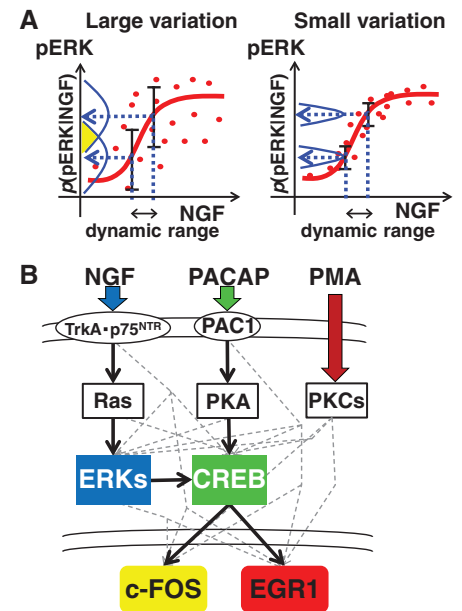 A
Large variation
Small variation
pERK
pERK
p(pERK|NGF)
p(pERK|NGF)
NGF
NGF
dynamic range
dynamic range
B
NGF
PACAP
PMA
TrkA・p75NTR
PAC1
Ras
PKA
PKCs
ERKs
CREB
c-FOS
EGR1